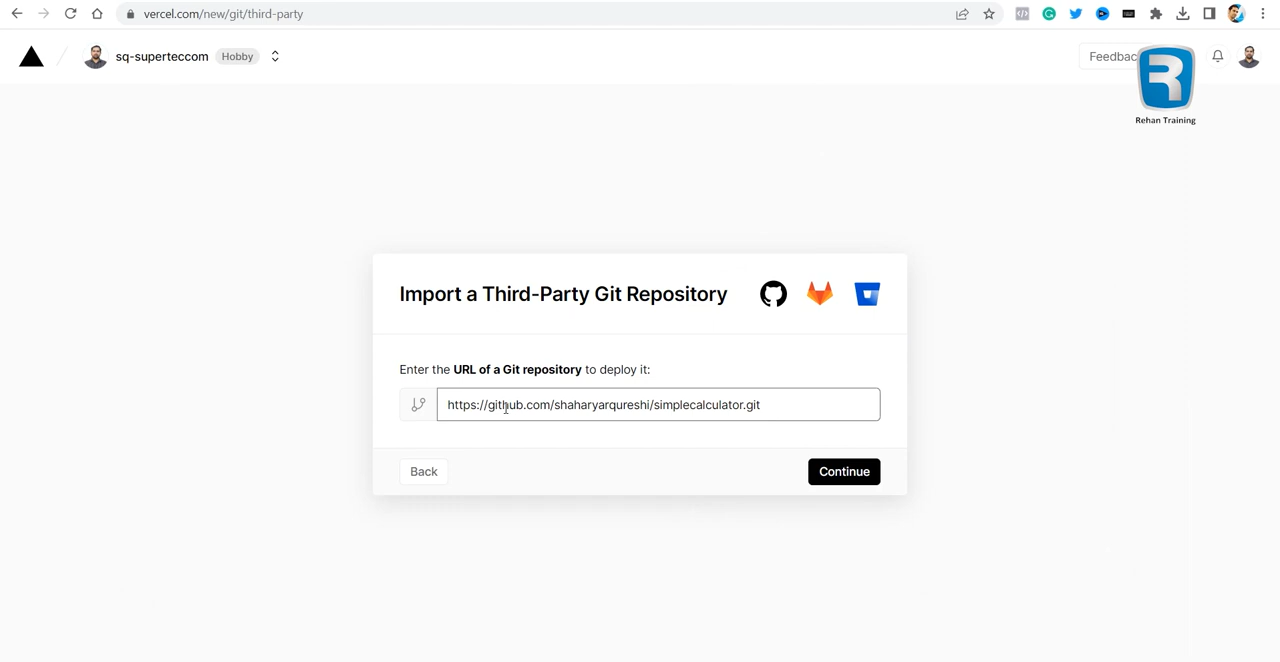 vercel.com/new/git/third-party
sq-superteccom Hobby
Feedbac
R
Rehan Training
Import a Third-Party Git Repository
Enter the URL of a Git repository to deploy it:
https://github.com/shaharyarqureshi/simplecalculator.git
Back
Continue